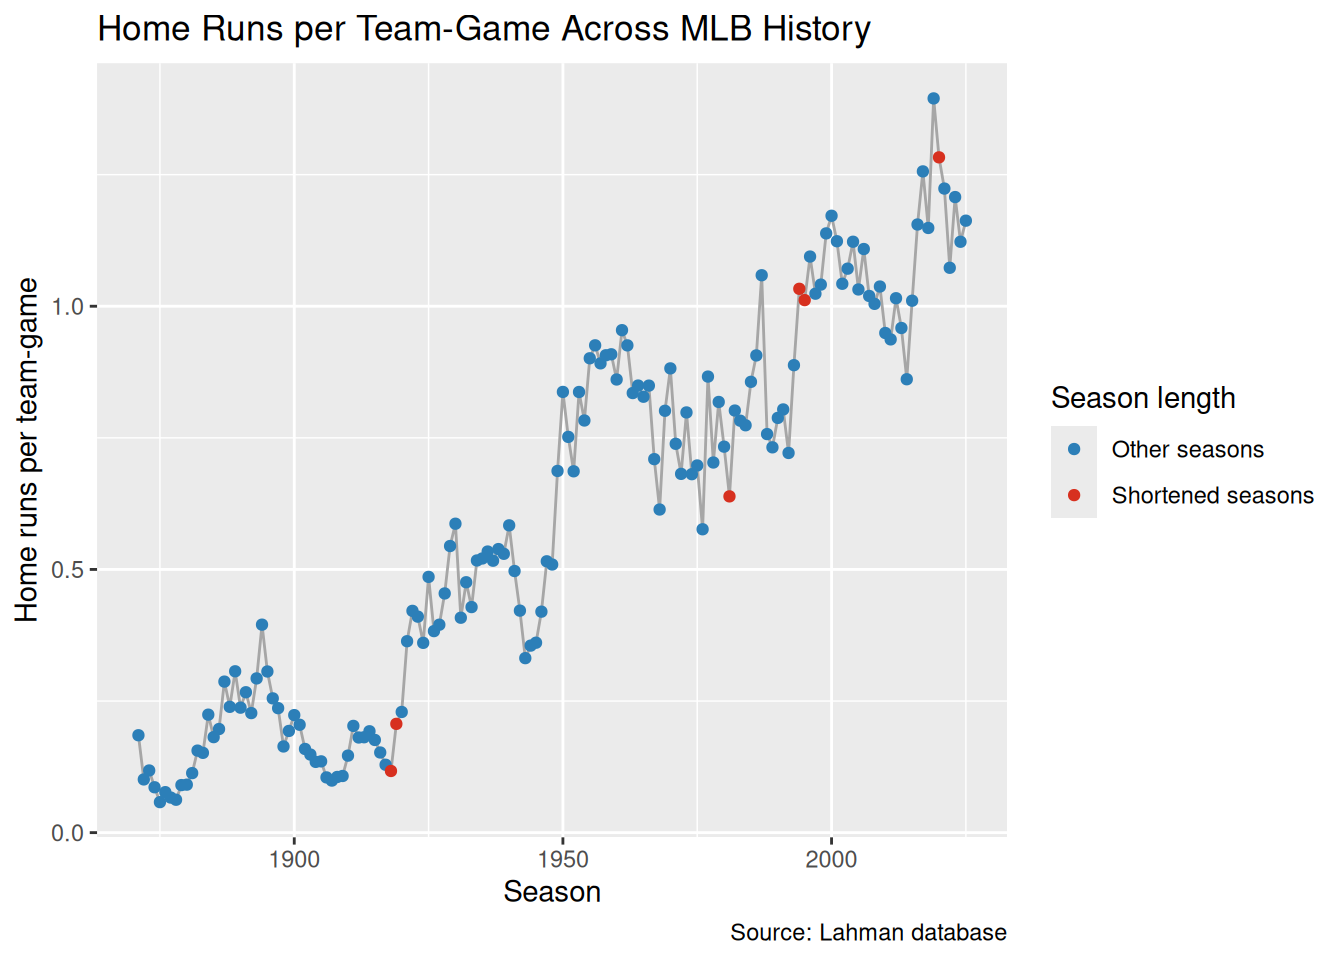 Home Runs per Team-Game Across MLB History
Home runs per team-game
1.0
0.5
0.0
1900
1950
2000
Season
Season length
Other seasons
Shortened seasons
Source: Lahman database